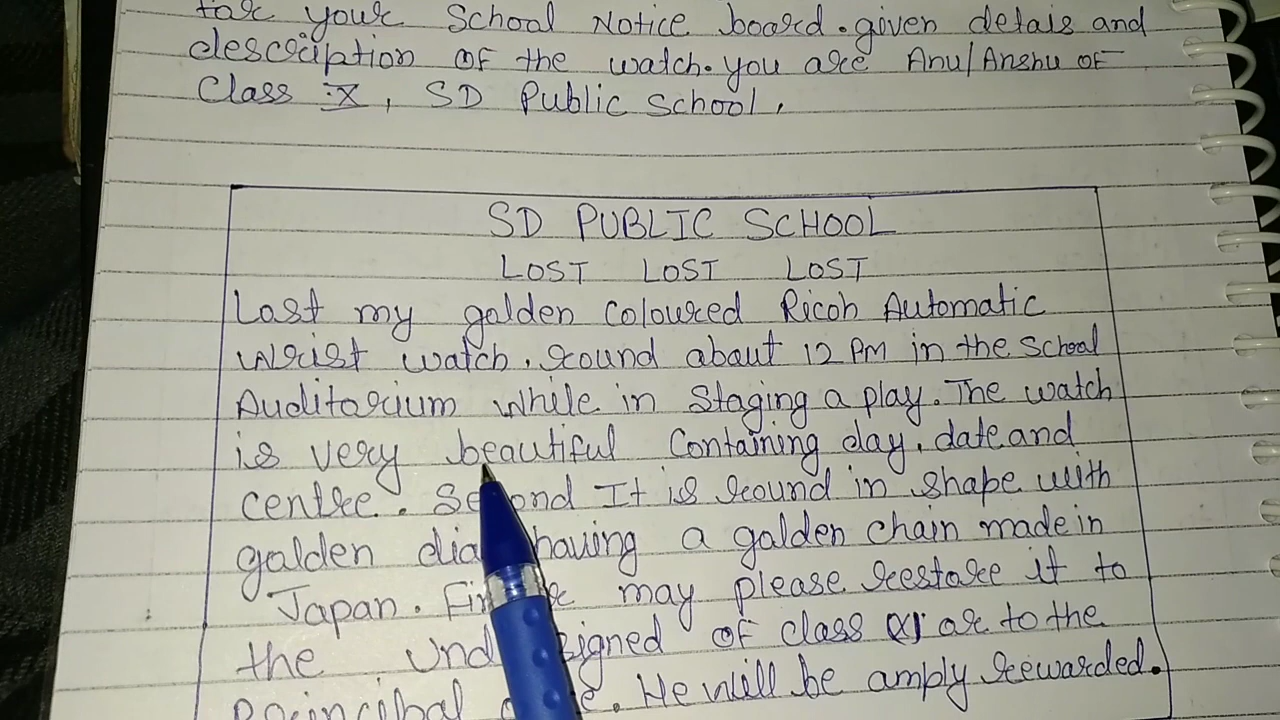 for your School Notice board. given detais and
description OF the watch. you are Anu/Anshu OF
Class X, SD Public School.
SD PUBLIC SCHOOL
LOST LOST LOST
Lost my golden Coloured Ricoh Automatic
Wrist watch. round about 12 PM in the School
Auditorium while in Staging a play. The watch
is very beautiful Containing day, date and
centre. Second It is round in shape with
golden having a golden chain made in
Japan. may please restore it to
the of class or to the
Principal He will be amply rewarded.